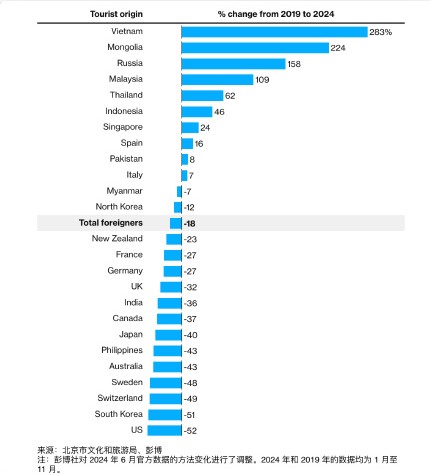 Tourist origin % change from 2019 to 2024
Vietnam 283%
Mongolia 224
Russia 158
Malaysia 109
Thailand 62
Indonesia 46
Singapore 24
Spain 16
Pakistan 8
Italy 7
Myanmar -7
North Korea -12
Total foreigners -18
New Zealand -23
France -27
Germany -27
UK -32
India -36
Canada -37
Japan -40
Philippines -43
Australia -43
Sweden -48
Switzerland -49
South Korea -51
US -52
来源：北京市文化和旅游局、彭博
注：彭博社对 2024 年 6 月官方数据的方法变化进行了调整。2024 年和 2019 年的数据均为 1 月至
11 月。